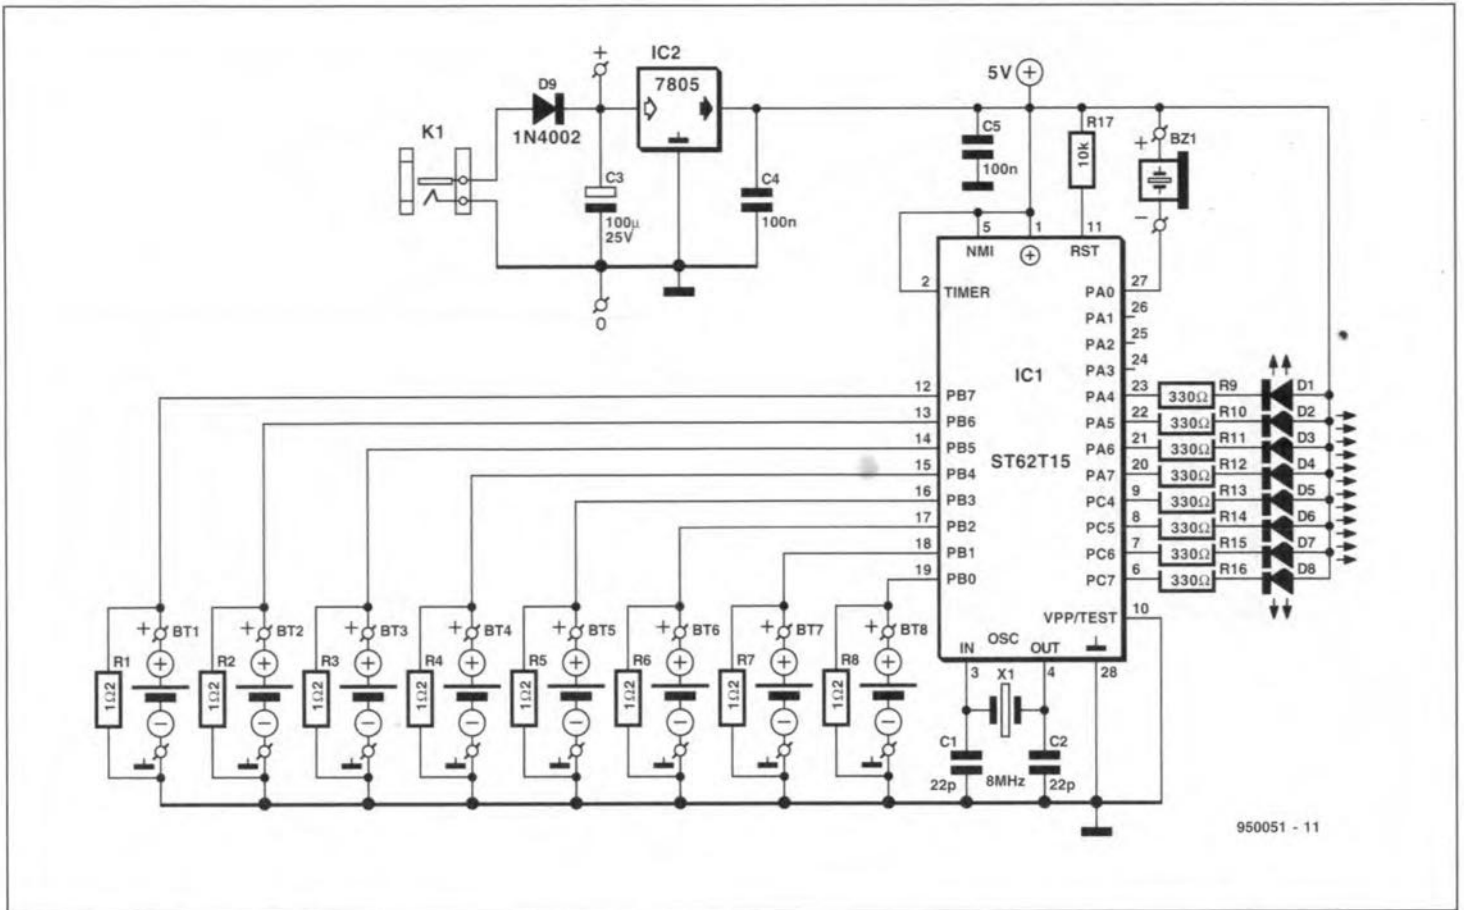 +
IC2
5V
D9
7805
K1
1N4002
C5
R17
+
BZ1
10k
C3
C4
100n
100µ
25V
100n
5
1
11
–
NMI
RST
2
TIMER
PA0
27
0
PA1
26
PA2
25
PA3
24
IC1
12
PB7
PA4
23
330Ω
R9
D1
13
PB6
PA5
22
330Ω
R10
D2
14
PB5
PA6
21
330Ω
R11
D3
15
PB4
ST62T15
PA7
20
330Ω
R12
D4
16
PB3
PC4
9
330Ω
R13
D5
17
PB2
PC5
8
330Ω
R14
D6
18
PB1
PC6
7
330Ω
R15
D7
19
PB0
PC7
6
330Ω
R16
D8
VPP/TEST
10
+
BT1
+
BT2
+
BT3
+
BT4
+
BT5
+
BT6
+
BT7
+
BT8
OSC
IN
OUT
R1
R2
R3
R4
R5
R6
R7
R8
3
X1
4
28
1Ω2
1Ω2
1Ω2
1Ω2
1Ω2
1Ω2
1Ω2
1Ω2
C1
C2
22p
8MHz
22p
950051 - 11